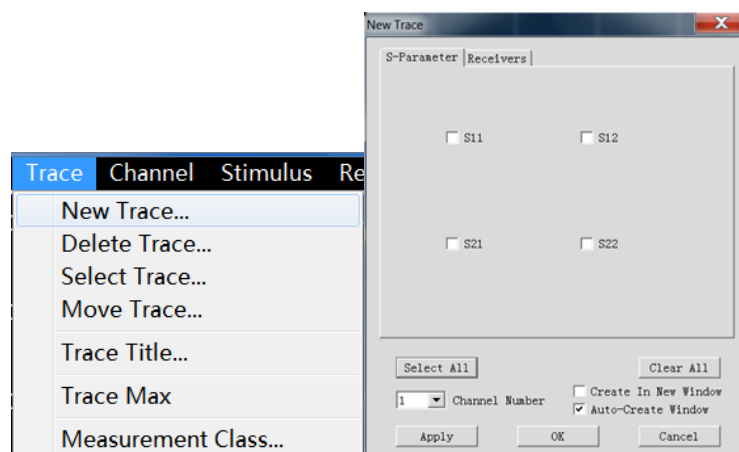 Trace Channel Stimulus Re
New Trace...
Delete Trace...
Select Trace...
Move Trace...
Trace Title...
Trace Max
Measurement Class...
New Trace
S-Parameter Receivers
S11 S12
S21 S22
Select All Clear All
1 Channel Number
Create In New Window
Auto-Create Window
Apply OK Cancel